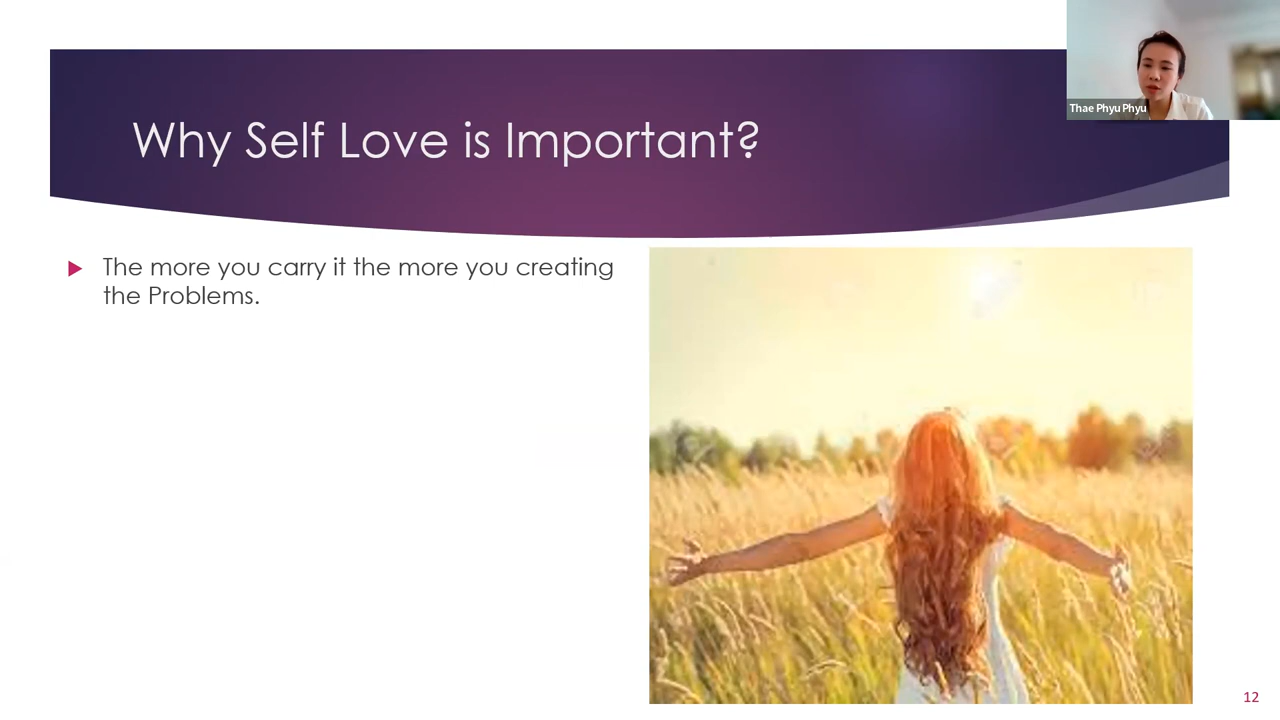 Why Self Love is Important?
Thae Phyu Phyu
The more you carry it the more you creating
the Problems.
12